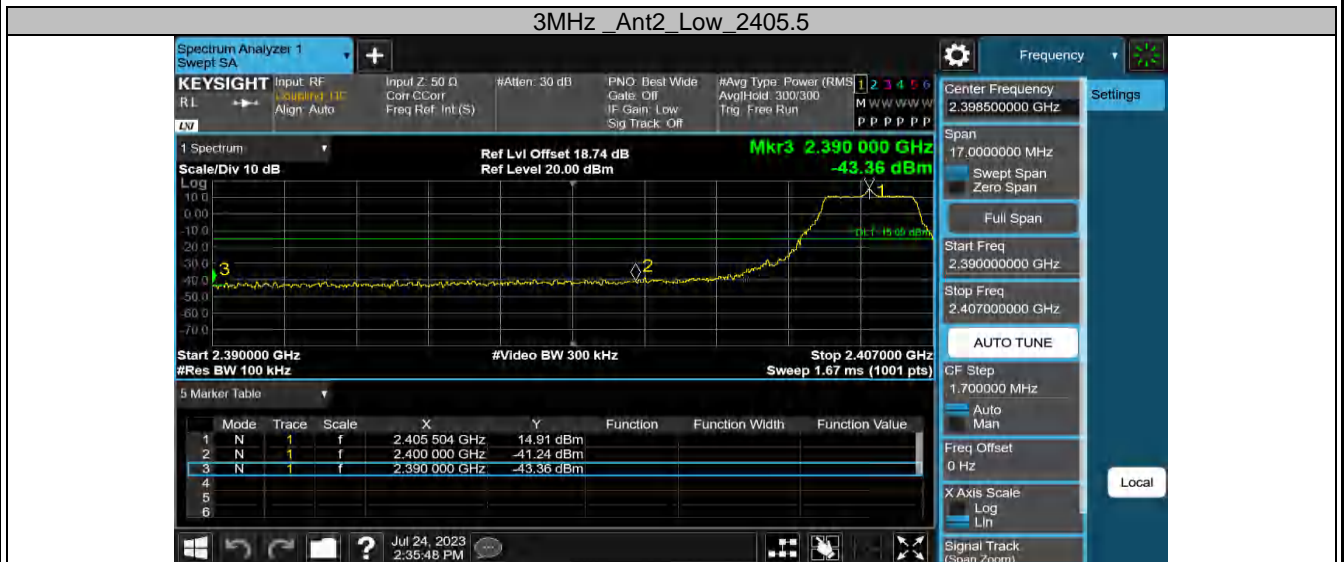 3MHz _Ant2_Low_2405.5
Spectrum Analyzer 1
Swept SA
+
Frequency
KEYSIGHT
RL
LXI
Input: RF
Align: Auto
Input Z: 50 Ω
Corr CCorr
Freq Ref: Int (S)
#Atten: 30 dB
PNO: Best Wide
Gate: Off
IF Gain: Low
Sig Track: Off
#Avg Type: Power (RMS
Avg|Hold: 300/300
Trig: Free Run
1 2 3 4 5 6
M W W W W W
P P P P P P
1 Spectrum
Scale/Div 10 dB
Ref Lvl Offset 18.74 dB
Ref Level 20.00 dBm
Mkr3 2.390 000 GHz
-43.36 dBm
Log
10.0
0.00
-10.0
-20.0
-30.0
-40.0
-50.0
-60.0
-70.0
1
2
3
Start 2.390000 GHz
#Res BW 100 kHz
#Video BW 300 kHz
Stop 2.407000 GHz
Sweep 1.67 ms (1001 pts)
5 Marker Table
Mode Trace Scale X Y Function Function Width Function Value
1 N 1 f 2.405 504 GHz 14.91 dBm
2 N 1 f 2.400 000 GHz -41.24 dBm
3 N 1 f 2.390 000 GHz -43.36 dBm
4
5
6
?
Jul 24, 2023
2:35:48 PM
Center Frequency
2.398500000 GHz
Settings
Span
17.0000000 MHz
Swept Span
Zero Span
Full Span
Start Freq
2.390000000 GHz
Stop Freq
2.407000000 GHz
AUTO TUNE
CF Step
1.700000 MHz
Auto
Man
Freq Offset
0 Hz
X Axis Scale
Log
Lin
Signal Track
(Span Zoom)
Local